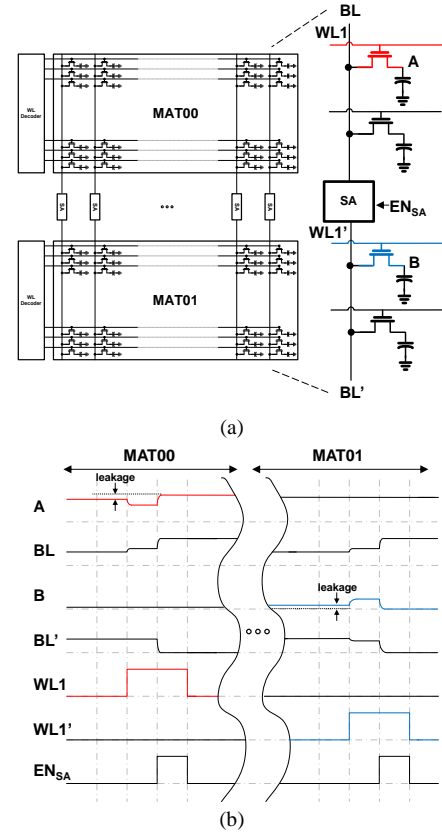 BL
WL1
A
WL Decoder
MAT00
SA
SA
°°°
SA
SA
SA
EN_SA
WL1'
B
WL Decoder
MAT01
BL'
(a)
MAT00
MAT01
leakage
A
BL
leakage
B
BL'
WL1
WL1'
EN_SA
(b)